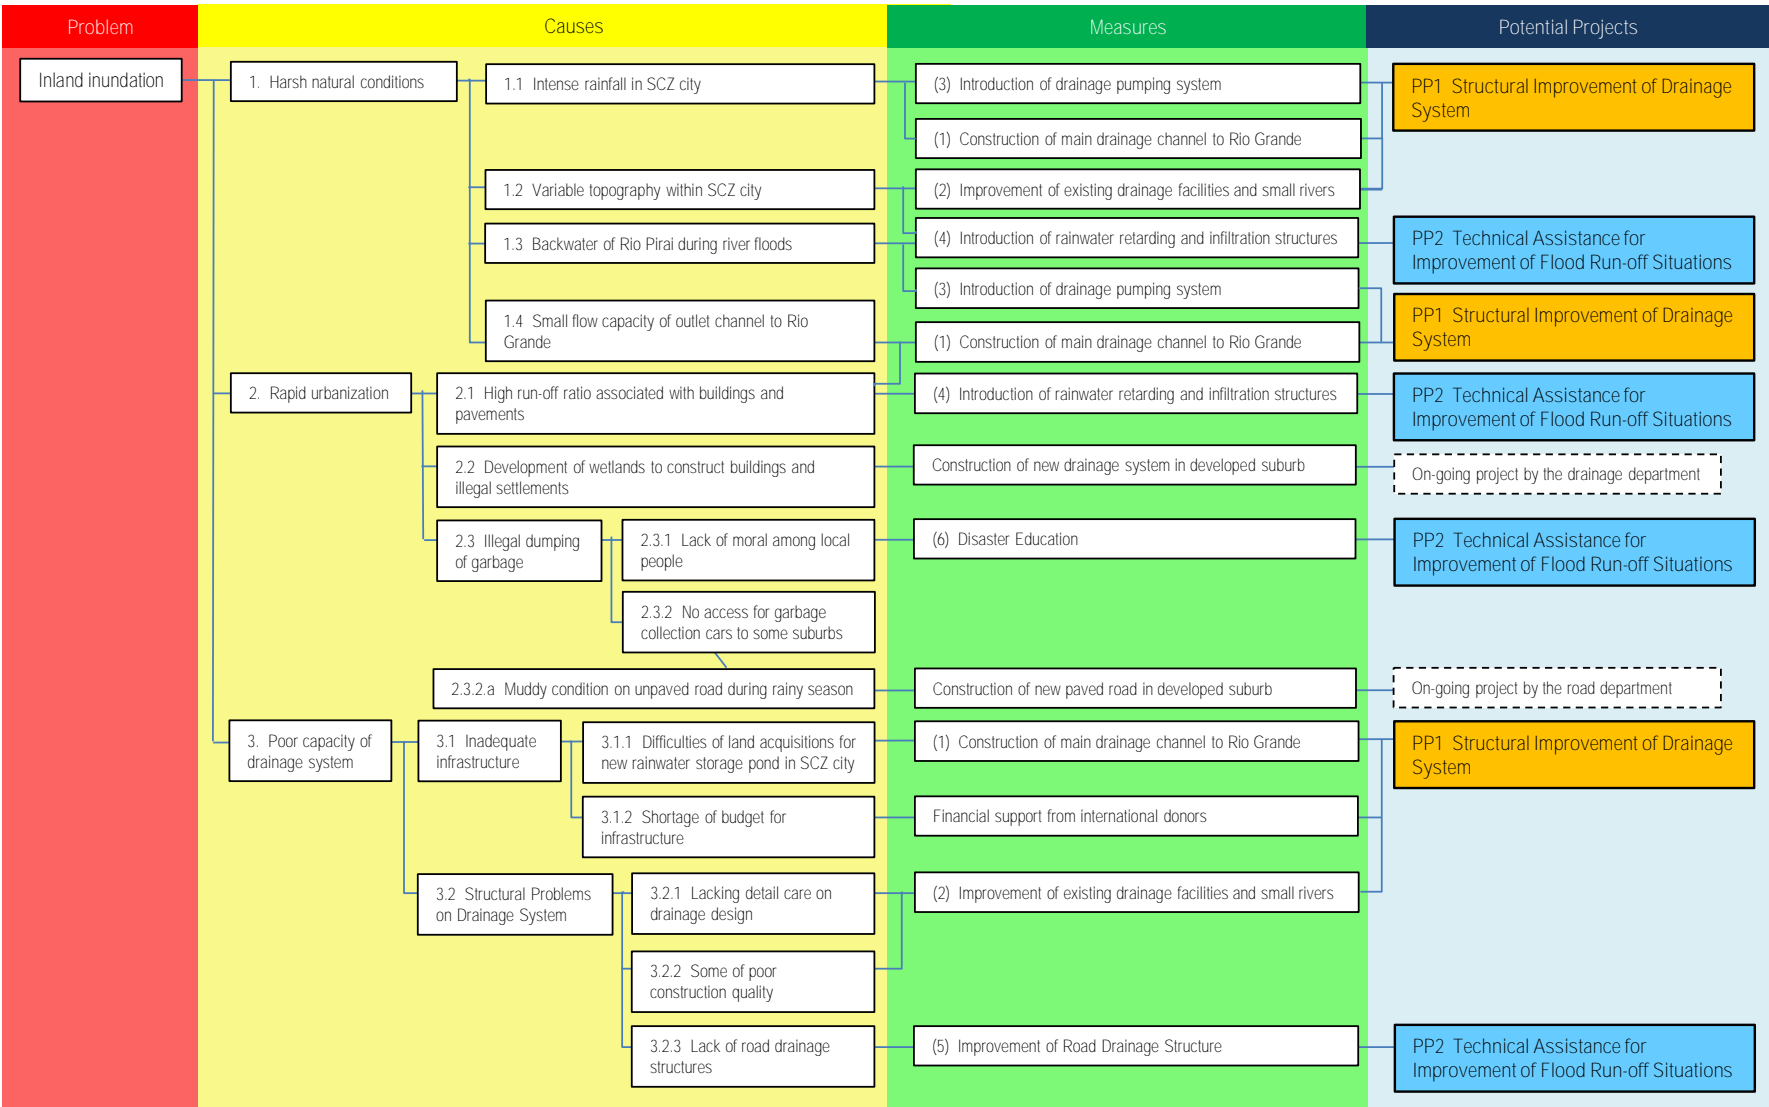 Problem
Causes
Measures
Potential Projects
Inland inundation
1. Harsh natural conditions
1.1 Intense rainfall in SCZ city
(3) Introduction of drainage pumping system
PP1 Structural Improvement of Drainage
System
(1) Construction of main drainage channel to Rio Grande
1.2 Variable topography within SCZ city
(2) Improvement of existing drainage facilities and small rivers
1.3 Backwater of Rio Pirai during river floods
(4) Introduction of rainwater retarding and infiltration structures
PP2 Technical Assistance for
Improvement of Flood Run-off Situations
(3) Introduction of drainage pumping system
PP1 Structural Improvement of Drainage
System
1.4 Small flow capacity of outlet channel to Rio
Grande
(1) Construction of main drainage channel to Rio Grande
2. Rapid urbanization
2.1 High run-off ratio associated with buildings and
pavements
(4) Introduction of rainwater retarding and infiltration structures
PP2 Technical Assistance for
Improvement of Flood Run-off Situations
2.2 Development of wetlands to construct buildings and
illegal settlements
Construction of new drainage system in developed suburb
On-going project by the drainage department
2.3 Illegal dumping
of garbage
2.3.1 Lack of moral among local
people
(6) Disaster Education
PP2 Technical Assistance for
Improvement of Flood Run-off Situations
2.3.2 No access for garbage
collection cars to some suburbs
2.3.2.a Muddy condition on unpaved road during rainy season
Construction of new paved road in developed suburb
On-going project by the road department
3. Poor capacity of
drainage system
3.1 Inadequate
infrastructure
3.1.1 Difficulties of land acquisitions for
new rainwater storage pond in SCZ city
(1) Construction of main drainage channel to Rio Grande
PP1 Structural Improvement of Drainage
System
3.1.2 Shortage of budget for
infrastructure
Financial support from international donors
3.2 Structural Problems
on Drainage System
3.2.1 Lacking detail care on
drainage design
(2) Improvement of existing drainage facilities and small rivers
3.2.2 Some of poor
construction quality
3.2.3 Lack of road drainage
structures
(5) Improvement of Road Drainage Structure
PP2 Technical Assistance for
Improvement of Flood Run-off Situations